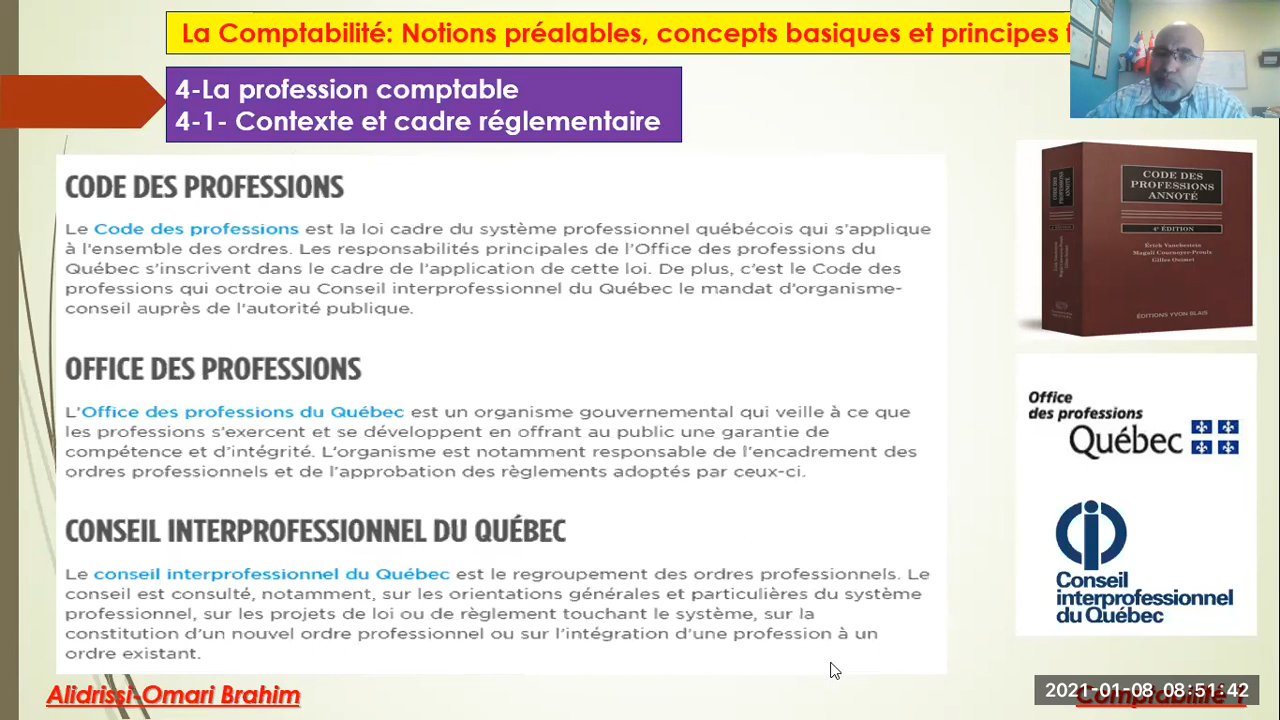 La Comptabilité: Notions préalables, concepts basiques et principes
4-La profession comptable
4-1- Contexte et cadre réglementaire
CODE DES PROFESSIONS
Le Code des professions est la loi cadre du système professionnel québécois qui s'applique
à l'ensemble des ordres. Les responsabilités principales de l'Office des professions du
Québec s'inscrivent dans le cadre de l'application de cette loi. De plus, c'est le Code des
professions qui octroie au Conseil interprofessionnel du Québec le mandat d'organisme-
conseil auprès de l'autorité publique.
OFFICE DES PROFESSIONS
L'Office des professions du Québec est un organisme gouvernemental qui veille à ce que
les professions s'exercent et se développent en offrant au public une garantie de
compétence et d'intégrité. L'organisme est notamment responsable de l'encadrement des
ordres professionnels et de l'approbation des règlements adoptés par ceux-ci.
CONSEIL INTERPROFESSIONNEL DU QUÉBEC
Le conseil interprofessionnel du Québec est le regroupement des ordres professionnels. Le
conseil est consulté, notamment, sur les orientations générales et particulières du système
professionnel, sur les projets de loi ou de règlement touchant le système, sur la
constitution d'un nouvel ordre professionnel ou sur l'intégration d'une profession à un
ordre existant.
CODE DES
PROFESSIONS
ANNOTÉ
4e ÉDITION
Gilles Ouimet
ÉDITIONS YVON BLAIS
Office
des professions
Québec
Conseil
interprofessionnel
du Québec
Alidrissi-Omari Brahim
2021-01-08 08:51:42